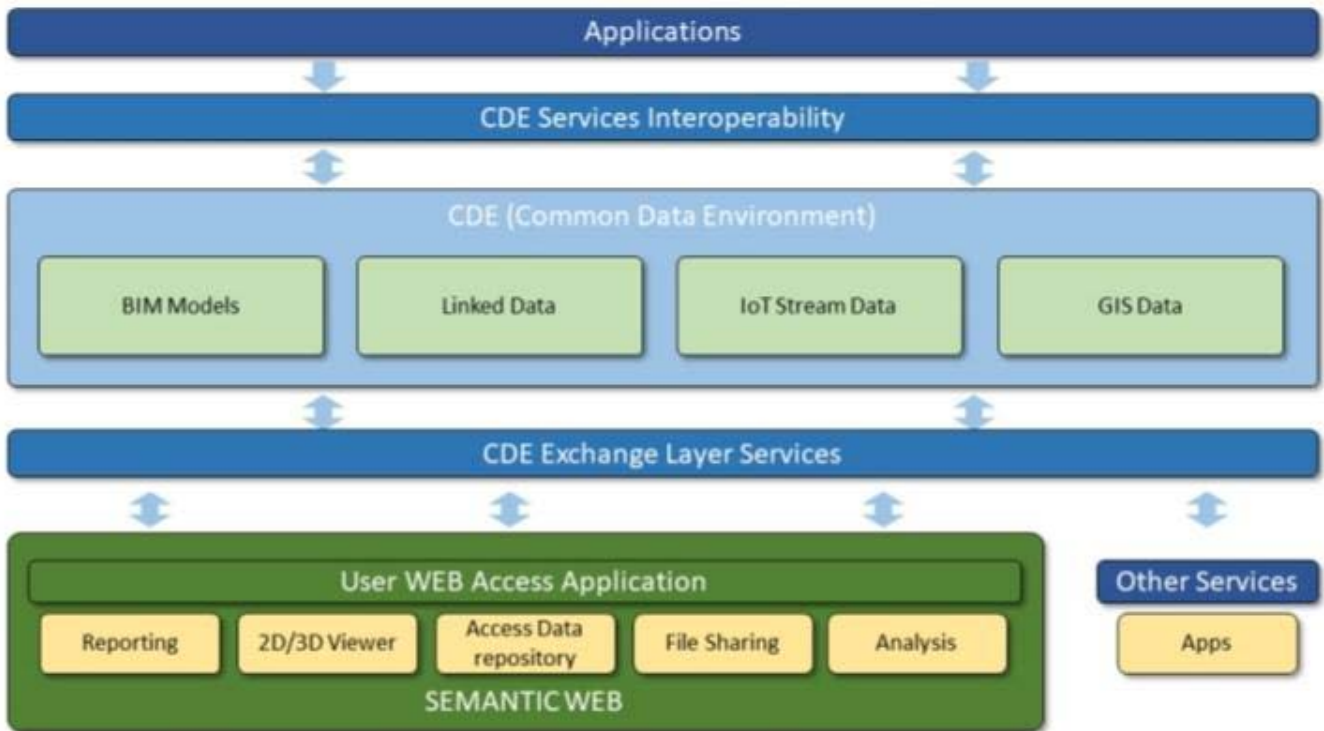 Applications
CDE Services Interoperability
CDE (Common Data Environment)
BIM Models
Linked Data
IoT Stream Data
GIS Data
CDE Exchange Layer Services
User WEB Access Application
Other Services
Reporting
2D/3D Viewer
Access Data
repository
File Sharing
Analysis
Apps
SEMANTIC WEB